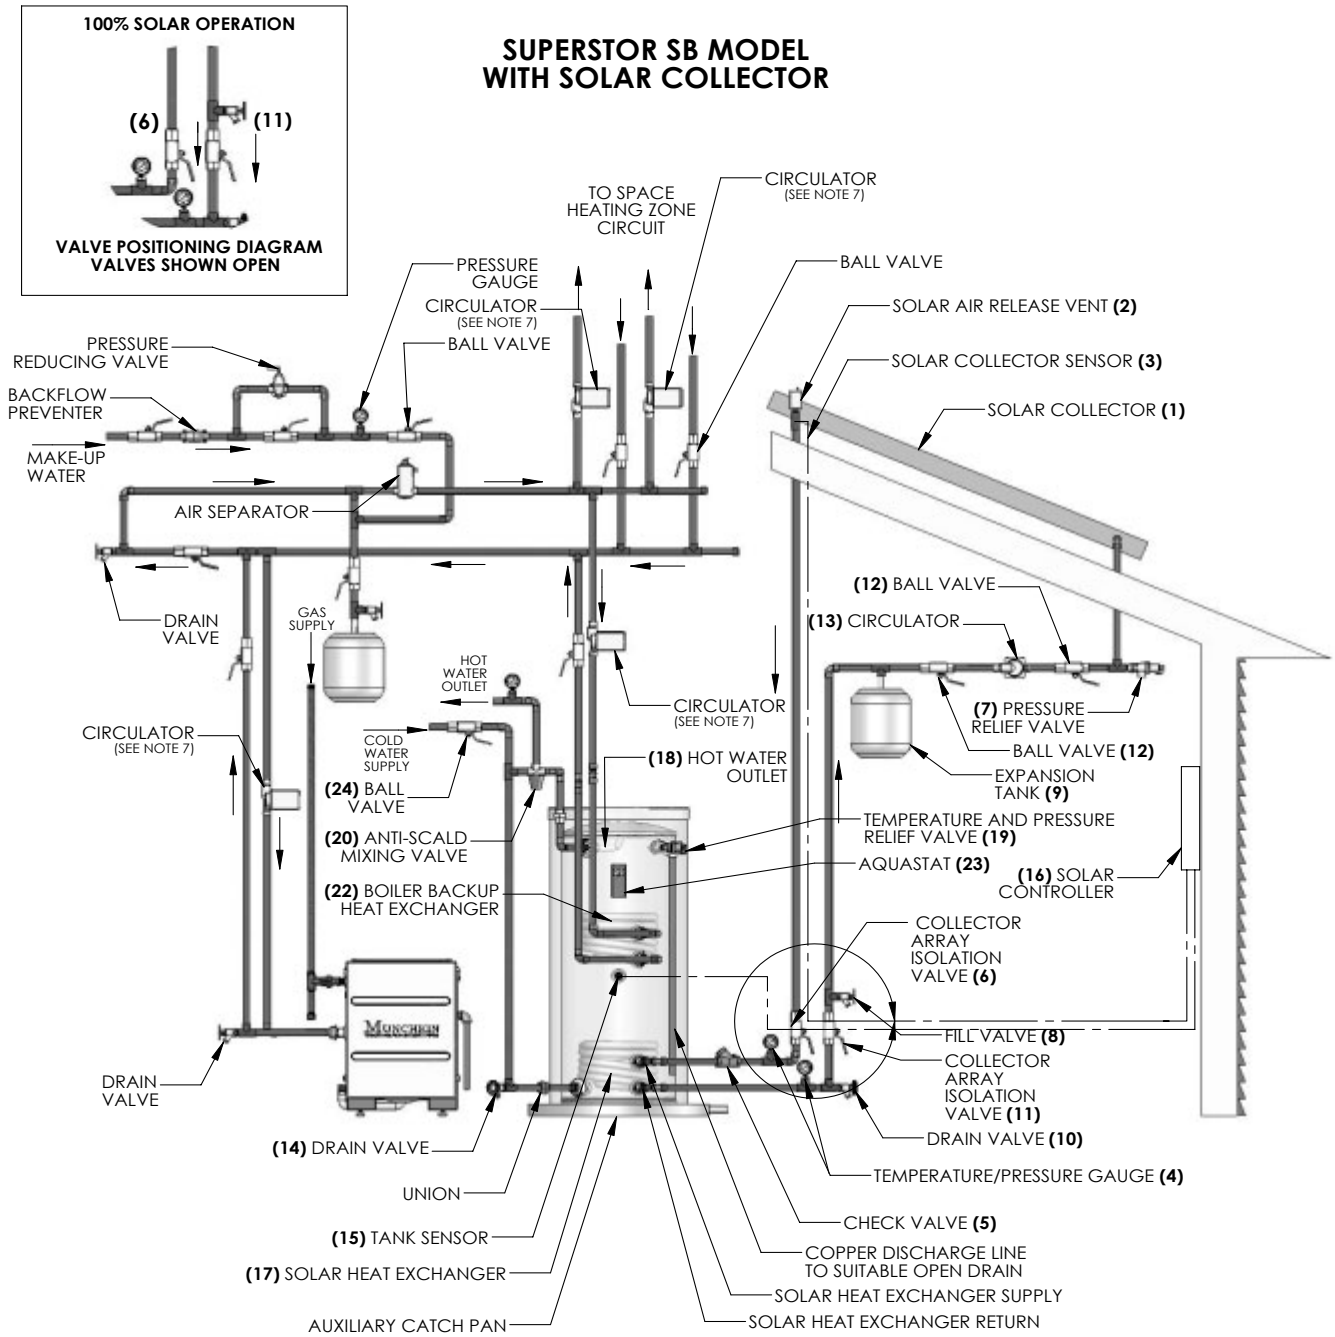 100% SOLAR OPERATION
(6)
(11)
VALVE POSITIONING DIAGRAM
VALVES SHOWN OPEN
SUPERSTOR SB MODEL
WITH SOLAR COLLECTOR
TO SPACE
HEATING ZONE
CIRCUIT
CIRCULATOR
(SEE NOTE 7)
PRESSURE
GAUGE
CIRCULATOR
(SEE NOTE 7)
BALL VALVE
BALL VALVE
SOLAR AIR RELEASE VENT (2)
SOLAR COLLECTOR SENSOR (3)
SOLAR COLLECTOR (1)
PRESSURE
REDUCING VALVE
BACKFLOW
PREVENTER
MAKE-UP
WATER
AIR SEPARATOR
DRAIN
VALVE
GAS
SUPPLY
HOT
WATER
OUTLET
COLD
WATER
SUPPLY
CIRCULATOR
(SEE NOTE 7)
CIRCULATOR
(SEE NOTE 7)
(12) BALL VALVE
(13) CIRCULATOR
(7) PRESSURE
RELIEF VALVE
BALL VALVE (12)
EXPANSION
TANK (9)
(18) HOT WATER
OUTLET
(24) BALL
VALVE
(20) ANTI-SCALD
MIXING VALVE
TEMPERATURE AND PRESSURE
RELIEF VALVE (19)
AQUASTAT (23)
(16) SOLAR
CONTROLLER
(22) BOILER BACKUP
HEAT EXCHANGER
COLLECTOR
ARRAY
ISOLATION
VALVE (6)
MUNCHKIN
FILL VALVE (8)
COLLECTOR
ARRAY
ISOLATION
VALVE (11)
DRAIN
VALVE
DRAIN VALVE (10)
(14) DRAIN VALVE
TEMPERATURE/PRESSURE GAUGE (4)
UNION
CHECK VALVE (5)
(15) TANK SENSOR
COPPER DISCHARGE LINE
TO SUITABLE OPEN DRAIN
(17) SOLAR HEAT EXCHANGER
SOLAR HEAT EXCHANGER SUPPLY
AUXILIARY CATCH PAN
SOLAR HEAT EXCHANGER RETURN